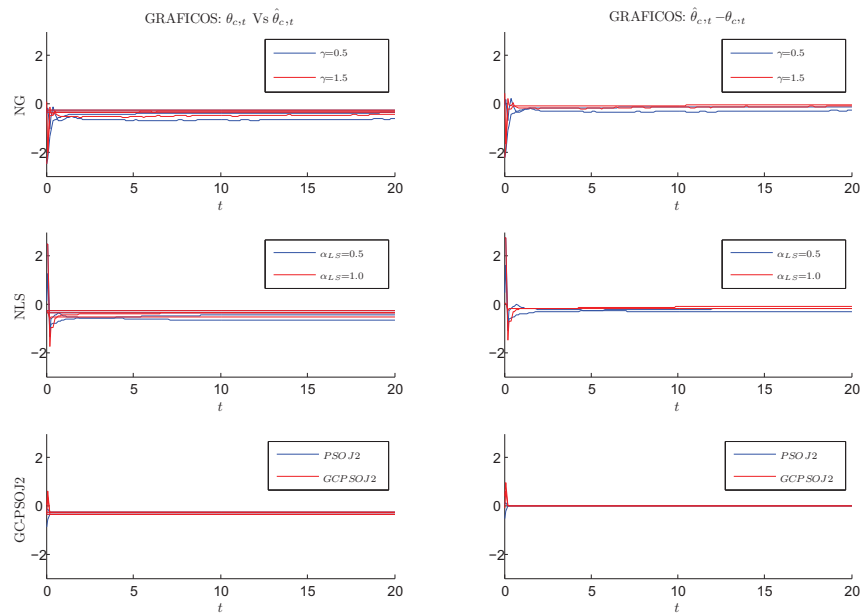 GRAFICOS: θc,t Vs θ̂c,t
GRAFICOS: θ̂c,t −θc,t
NG
2
0
−2
0 5 10 15 20
t
γ=0.5
γ=1.5
2
0
−2
0 5 10 15 20
t
γ=0.5
γ=1.5
NLS
2
0
−2
0 5 10 15 20
t
αLS=0.5
αLS=1.0
2
0
−2
0 5 10 15 20
t
αLS=0.5
αLS=1.0
GC-PSOJ2
2
0
−2
0 5 10 15 20
t
PSOJ2
GCPSOJ2
2
0
−2
0 5 10 15 20
t
PSOJ2
GCPSOJ2